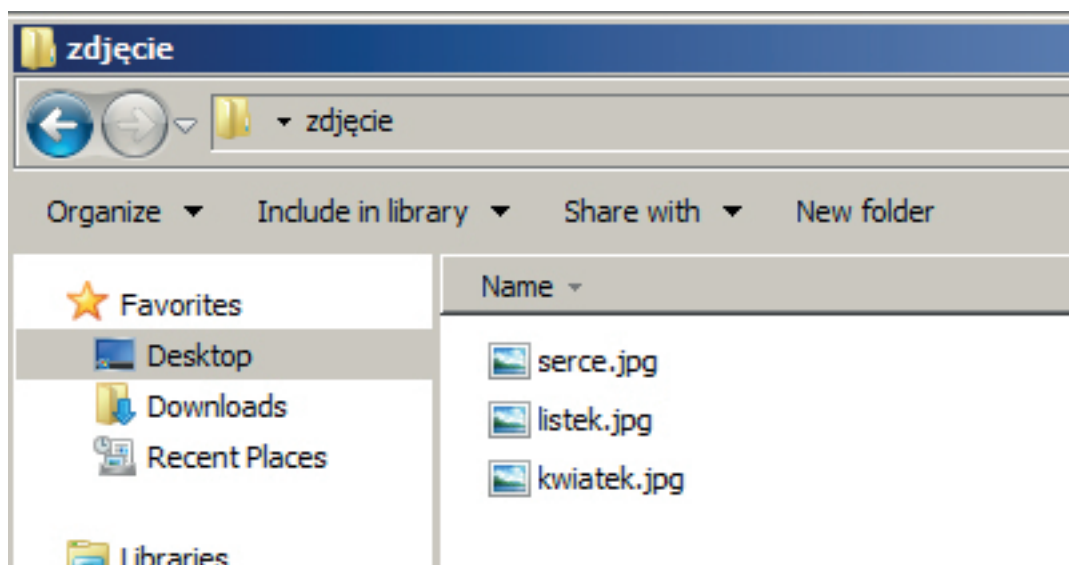 zdjęcie
zdjęcie
Organize Include in library Share with New folder
Favorites
Desktop
Downloads
Recent Places
Libraries
Name
serce.jpg
listek.jpg
kwiatek.jpg